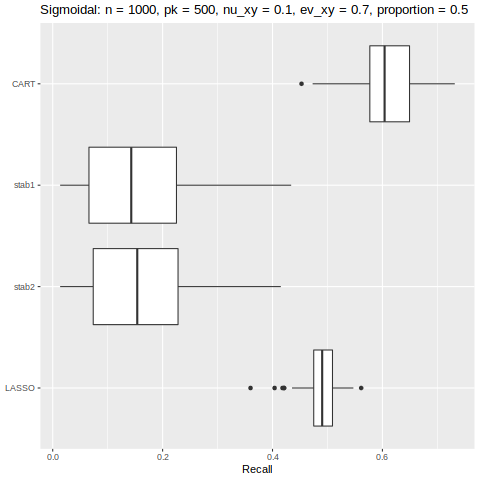 Sigmoidal: n = 1000, pk = 500, nu_xy = 0.1, ev_xy = 0.7, proportion = 0.5
CART
stab1
stab2
LASSO
0.0 0.2 0.4 0.6
Recall